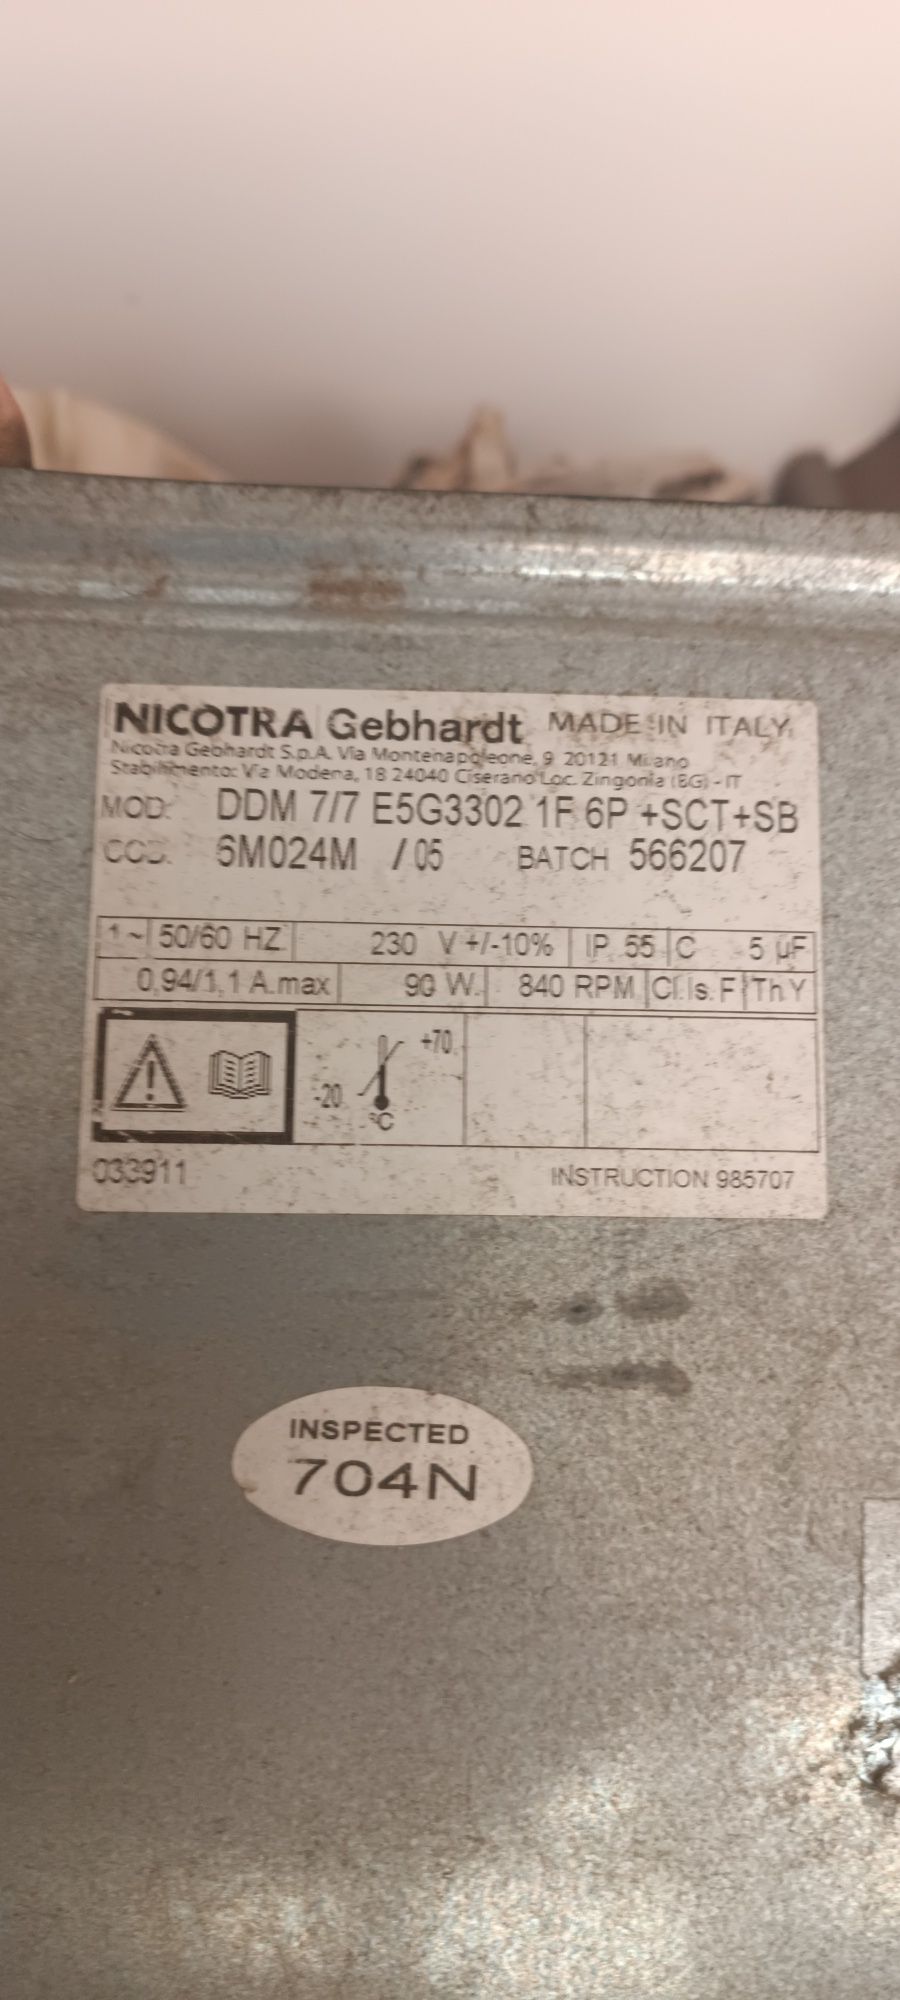 NICOTRA Gebhardt MADE IN ITALY
Nicotra Gebhardt S.p.A. Via Montenapoleone, 9 20121 Milano
Stabilimento: Via Modena, 18 24040 Ciserano Loc. Zingonia (BG) - IT
MOD: DDM 7/7 E5G3302 1F 6P +SCT+SB
COD. 6M024M /05 BATCH 566207
1 ~ 50/60 HZ 230 V +/-10% IP 55 C 5 µF
0,94/1,1 A.max 90 W. 840 RPM Cl.Is. F Th.Y
+70
-20
°C
033911 INSTRUCTION 985707
INSPECTED
704N